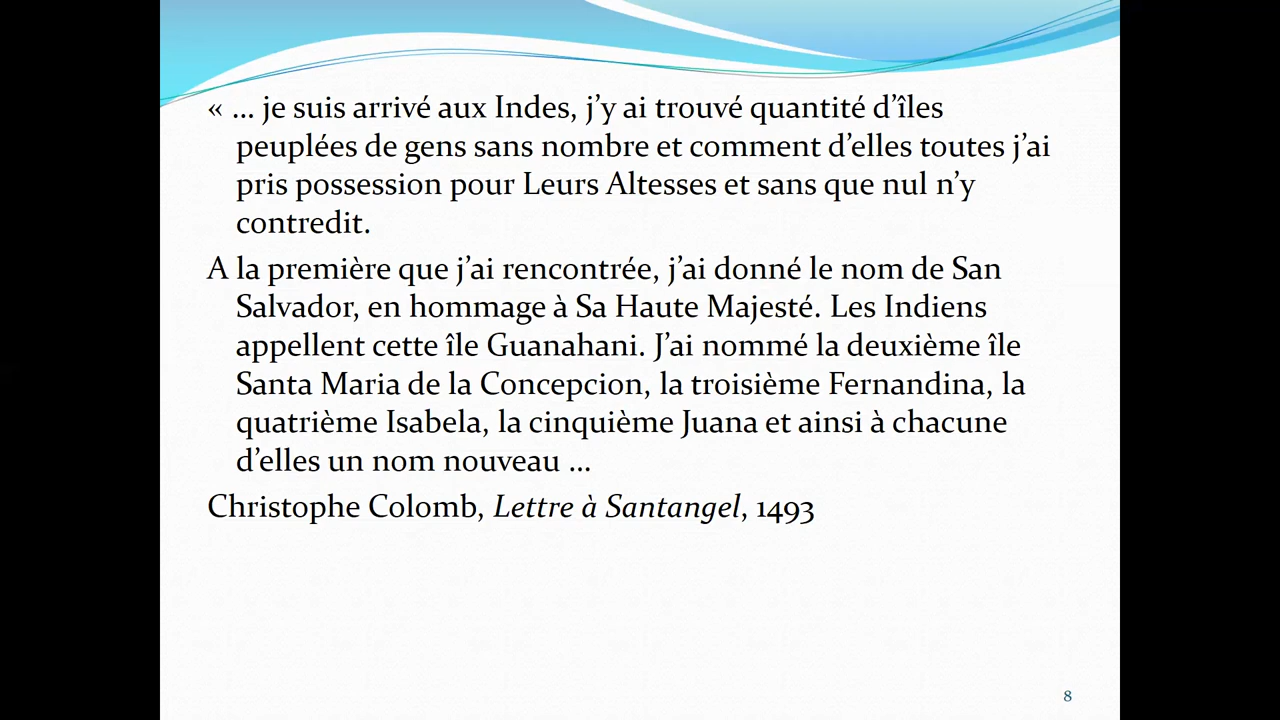 « … je suis arrivé aux Indes, j’y ai trouvé quantité d’îles
peuplées de gens sans nombre et comment d’elles toutes j’ai
pris possession pour Leurs Altesses et sans que nul n’y
contredit.
A la première que j’ai rencontrée, j’ai donné le nom de San
Salvador, en hommage à Sa Haute Majesté. Les Indiens
appellent cette île Guanahani. J’ai nommé la deuxième île
Santa Maria de la Concepcion, la troisième Fernandina, la
quatrième Isabela, la cinquième Juana et ainsi à chacune
d’elles un nom nouveau …
Christophe Colomb, Lettre à Santangel, 1493
8